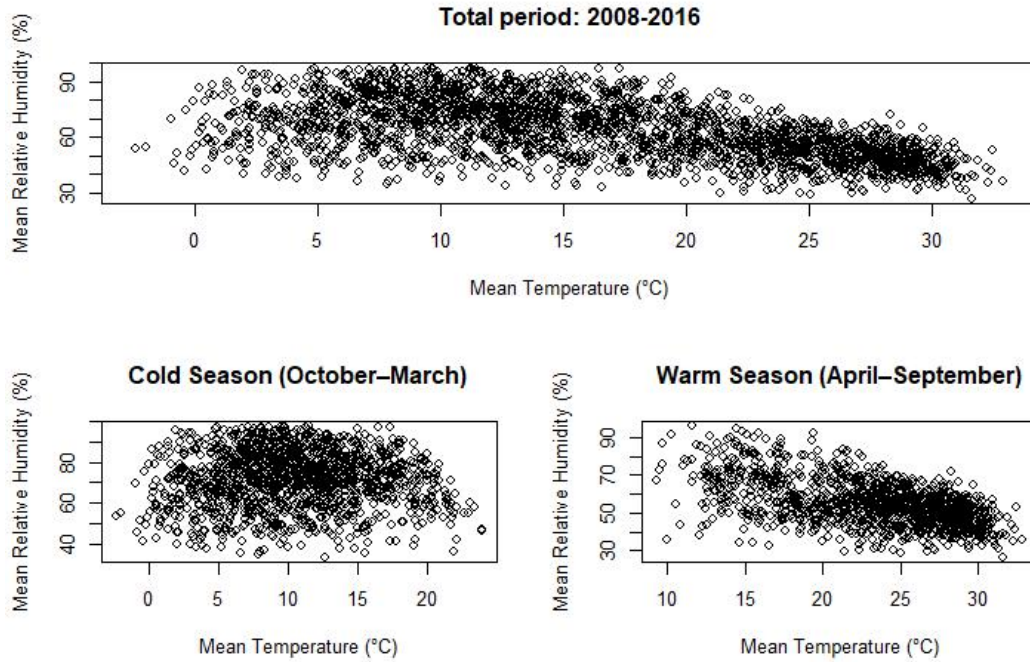 Total period: 2008-2016
Mean Relative Humidity (%)
90
60
30
0 5 10 15 20 25 30
Mean Temperature (°C)
Cold Season (October–March)
Mean Relative Humidity (%)
80
60
40
0 5 10 15 20
Mean Temperature (°C)
Warm Season (April–September)
Mean Relative Humidity (%)
90
70
50
30
10 15 20 25 30
Mean Temperature (°C)